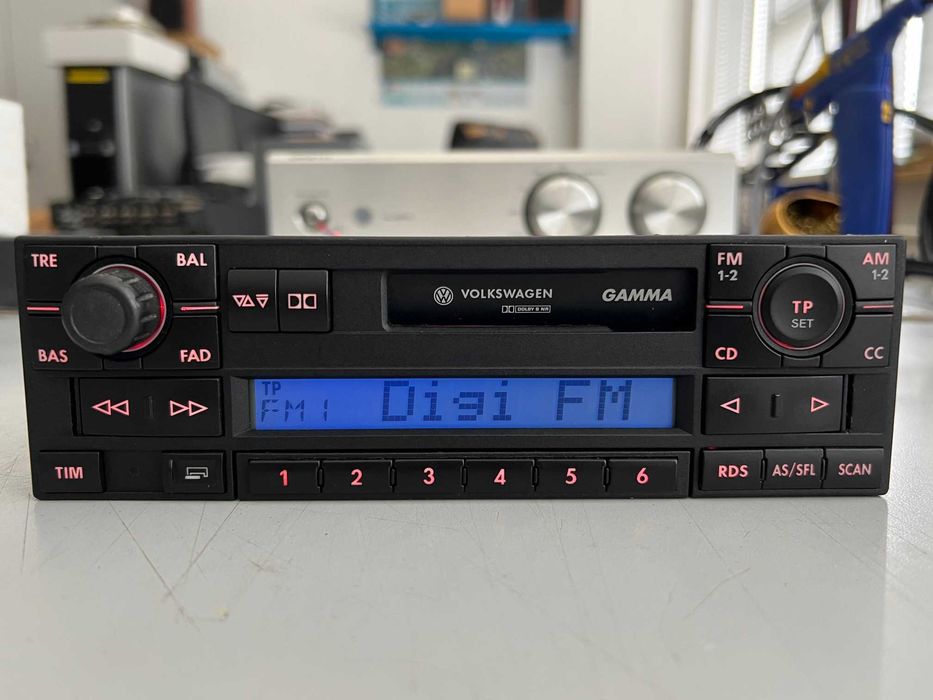 TRE
BAL
BAS
FAD
VOLKSWAGEN
GAMMA
DOLBY B NR
FM
1-2
AM
1-2
TP
SET
CD
CC
TP
FM1
Digi FM
TIM
1 2 3 4 5 6
RDS
AS/SFL
SCAN